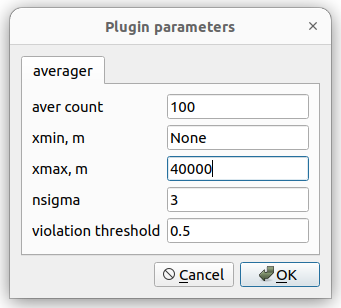 Plugin parameters ×
averager
aver count 100
xmin, m None
xmax, m 40000
nsigma 3
violation threshold 0.5
Cancel OK